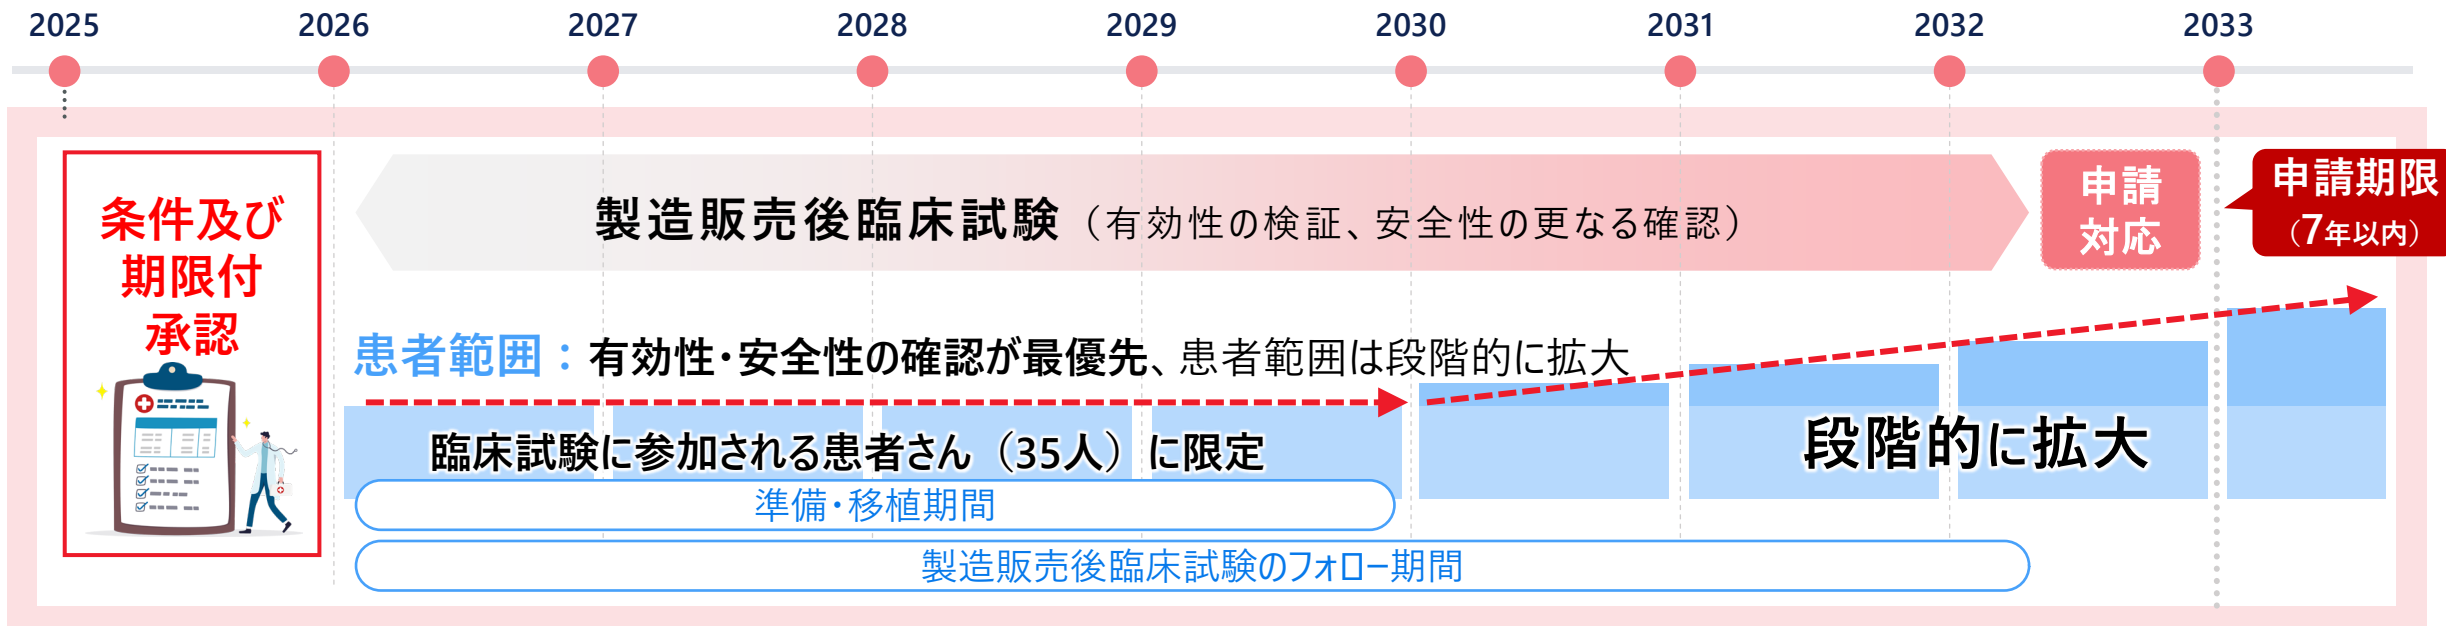 2025 2026 2027 2028 2029 2030 2031 2032 2033
条件及び
期限付
承認
製造販売後臨床試験（有効性の検証、安全性の更なる確認）
申請
対応
申請期限
（7年以内）
患者範囲：有効性・安全性の確認が最優先、患者範囲は段階的に拡大
臨床試験に参加される患者さん（35人）に限定
段階的に拡大
準備・移植期間
製造販売後臨床試験のフォロー期間